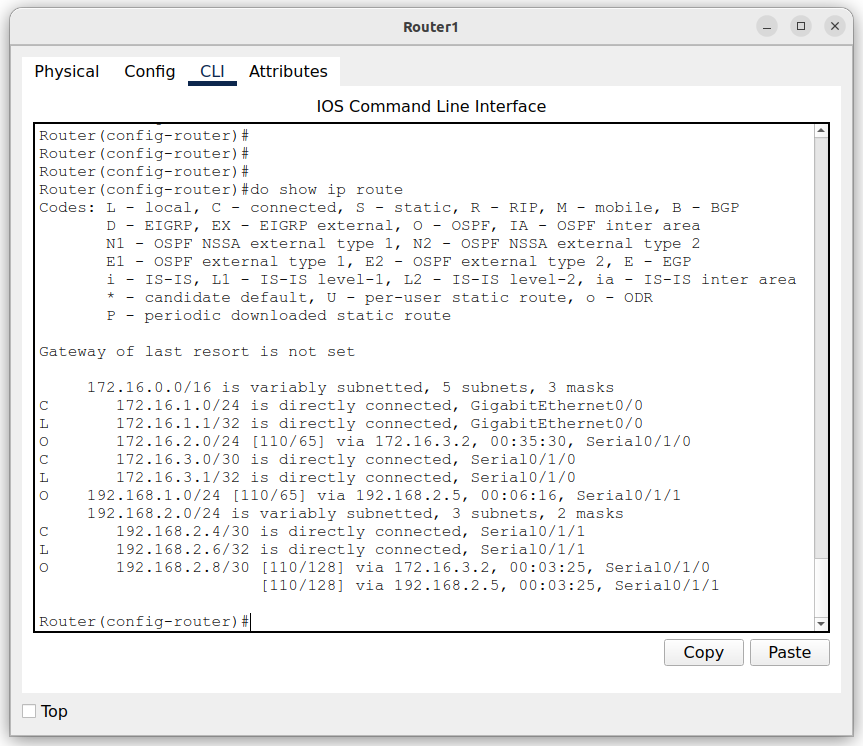 Router1
Physical Config CLI Attributes
IOS Command Line Interface
Router(config-router)#
Router(config-router)#
Router(config-router)#
Router(config-router)#do show ip route
Codes: L - local, C - connected, S - static, R - RIP, M - mobile, B - BGP
       D - EIGRP, EX - EIGRP external, O - OSPF, IA - OSPF inter area
       N1 - OSPF NSSA external type 1, N2 - OSPF NSSA external type 2
       E1 - OSPF external type 1, E2 - OSPF external type 2, E - EGP
       i - IS-IS, L1 - IS-IS level-1, L2 - IS-IS level-2, ia - IS-IS inter area
       * - candidate default, U - per-user static route, o - ODR
       P - periodic downloaded static route
Gateway of last resort is not set
     172.16.0.0/16 is variably subnetted, 5 subnets, 3 masks
C       172.16.1.0/24 is directly connected, GigabitEthernet0/0
L       172.16.1.1/32 is directly connected, GigabitEthernet0/0
O       172.16.2.0/24 [110/65] via 172.16.3.2, 00:35:30, Serial0/1/0
C       172.16.3.0/30 is directly connected, Serial0/1/0
L       172.16.3.1/32 is directly connected, Serial0/1/0
O    192.168.1.0/24 [110/65] via 192.168.2.5, 00:06:16, Serial0/1/1
     192.168.2.0/24 is variably subnetted, 3 subnets, 2 masks
C       192.168.2.4/30 is directly connected, Serial0/1/1
L       192.168.2.6/32 is directly connected, Serial0/1/1
O       192.168.2.8/30 [110/128] via 172.16.3.2, 00:03:25, Serial0/1/0
                       [110/128] via 192.168.2.5, 00:03:25, Serial0/1/1
Router(config-router)#
Copy Paste
Top